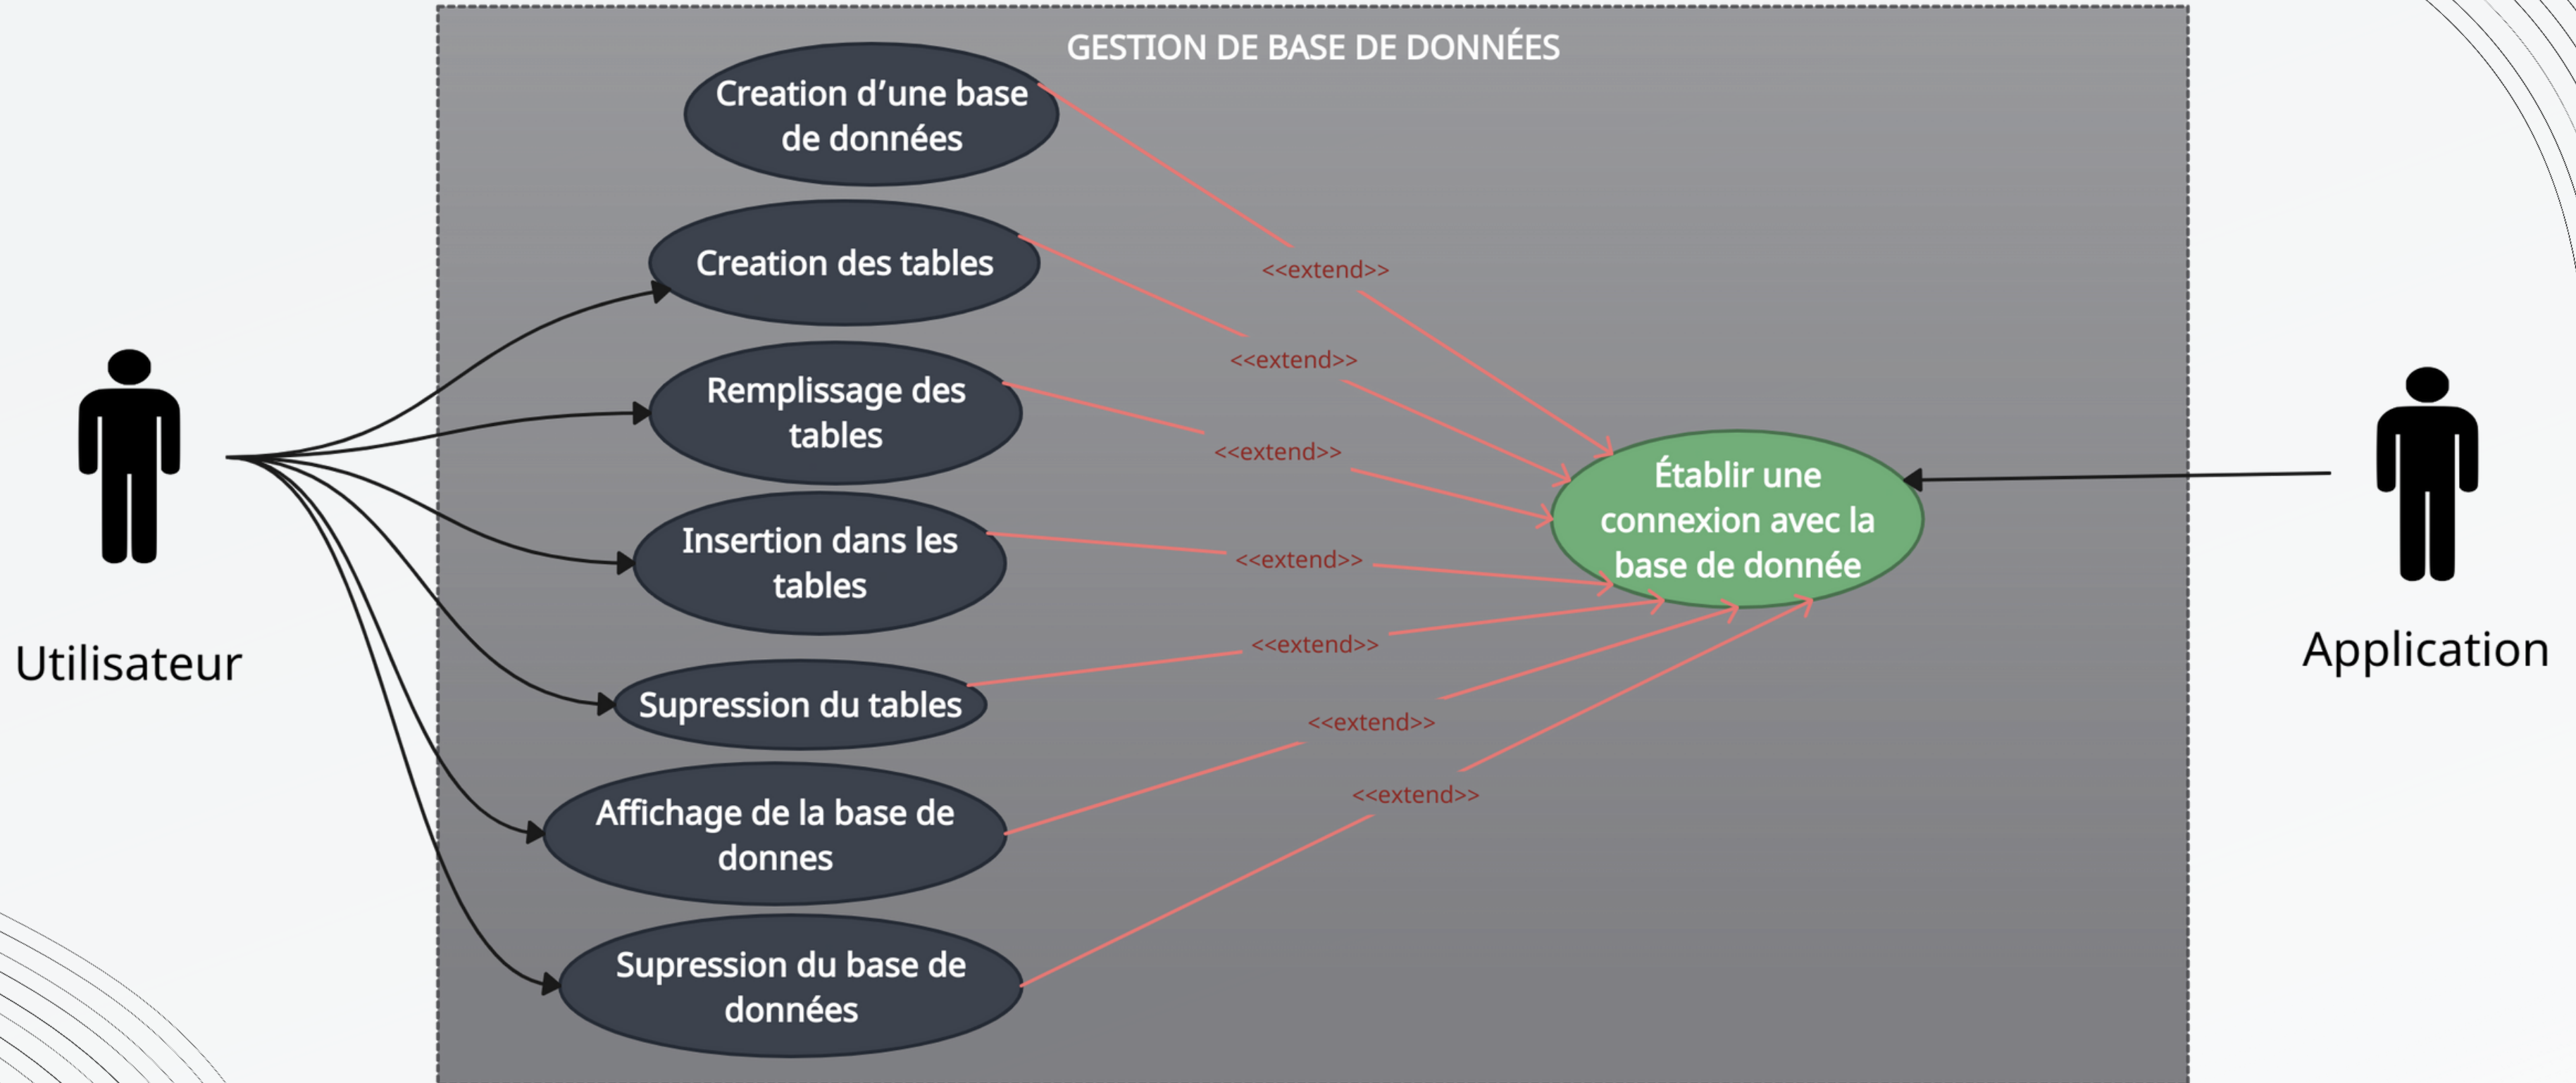 GESTION DE BASE DE DONNÉES
Creation d’une base
de données
Creation des tables
Remplissage des
tables
Insertion dans les
tables
Supression du tables
Affichage de la base de
donnes
Supression du base de
données
<<extend>>
<<extend>>
<<extend>>
<<extend>>
<<extend>>
<<extend>>
<<extend>>
Établir une
connexion avec la
base de donnée
Utilisateur
Application